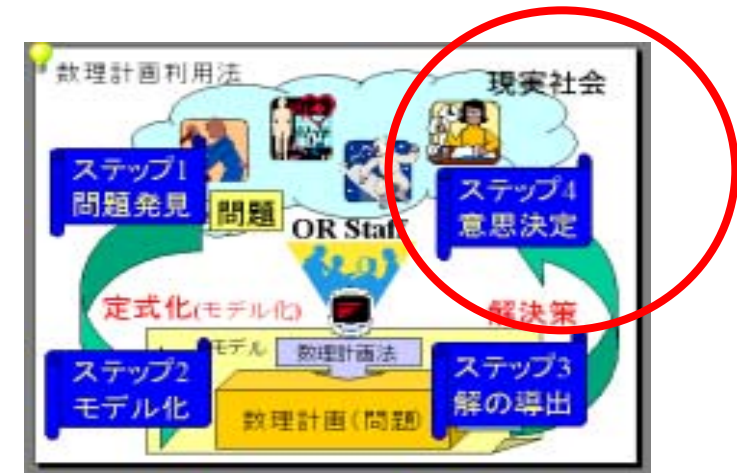 数理計画利用法
現実社会
ステップ1
問題発見
問題
OR Staff
ステップ4
意思決定
定式化(モデル化)
解決策
モデル
数理計画法
ステップ2
モデル化
ステップ3
解の導出
数理計画(問題)